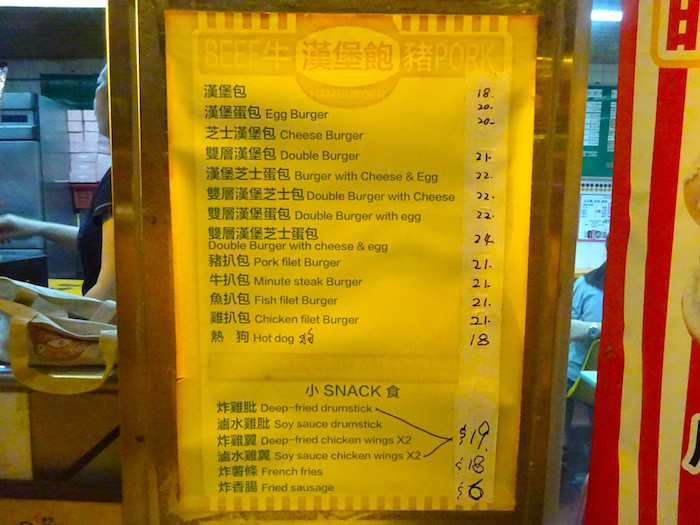 BEEF牛 漢堡飽 豬PORK
HAMBURGER
漢堡包 18.
漢堡蛋包 Egg Burger 20-
芝士漢堡包 Cheese Burger 20-
雙層漢堡包 Double Burger 21.
漢堡芝士蛋包 Burger with Cheese & Egg 22.
雙層漢堡芝士包 Double Burger with Cheese 22.
雙層漢堡蛋包 Double Burger with egg 22.
雙層漢堡芝士蛋包 24
Double Burger with cheese & egg
豬扒包 Pork filet Burger 21.
牛扒包 Minute steak Burger 21.
魚扒包 Fish filet Burger 21.
雞扒包 Chicken filet Burger 21.
熱 狗 Hot dog 狗 18
小 SNACK 食
炸雞肶 Deep-fried drumstick
滷水雞肶 Soy sauce drumstick
炸雞翼 Deep-fried chicken wings X2 $19.
滷水雞翼 Soy sauce chicken wings X2
炸薯條 French fries $18
炸香腸 Fried sausage $6